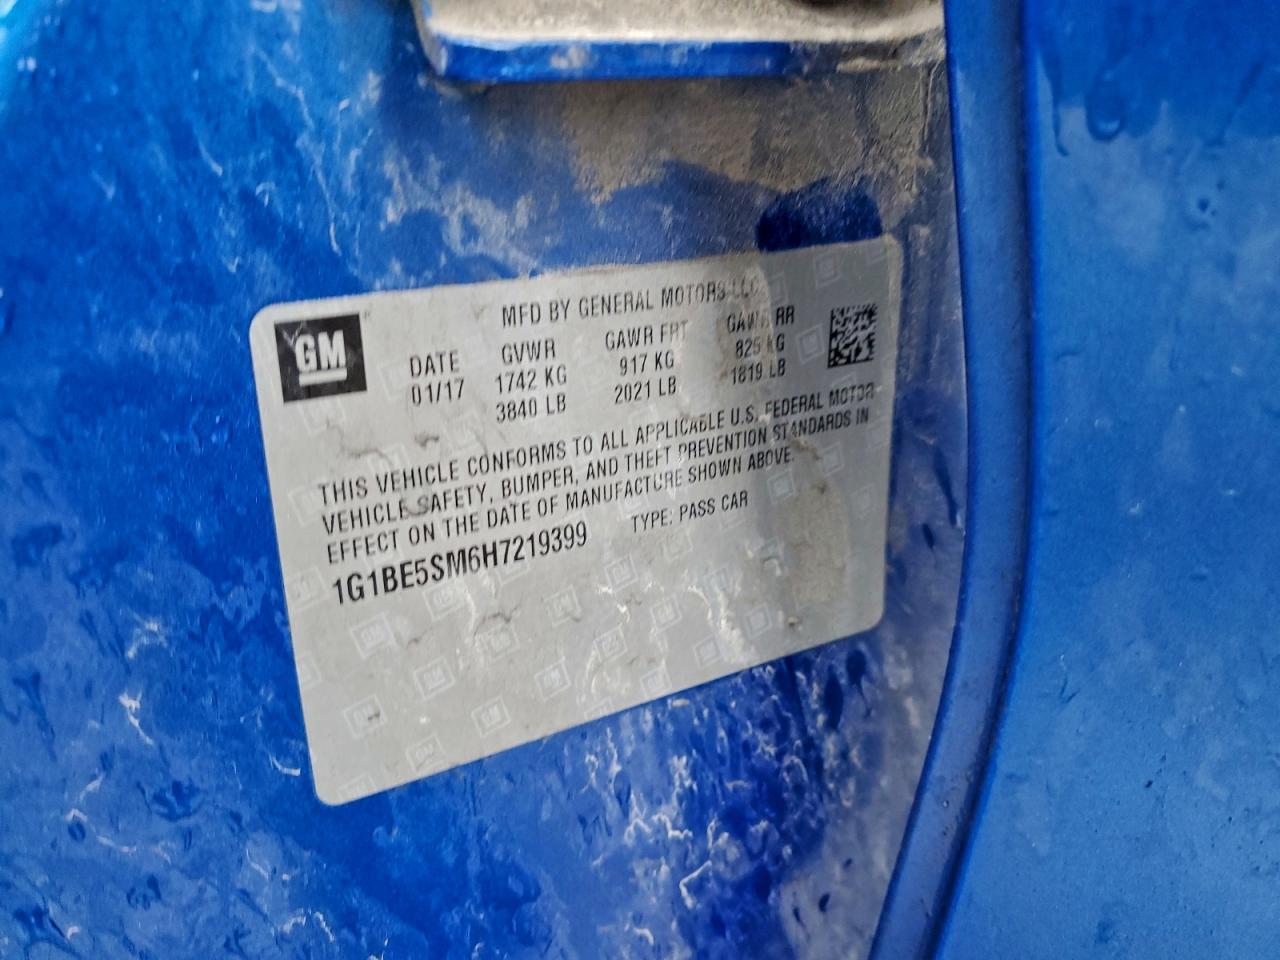 GM
MFD BY GENERAL MOTORS LLC
DATE GVWR GAWR FRT GAWR RR
01/17 1742 KG 917 KG 825 KG
3840 LB 2021 LB 1819 LB
THIS VEHICLE CONFORMS TO ALL APPLICABLE U.S. FEDERAL MOTOR
VEHICLE SAFETY, BUMPER, AND THEFT PREVENTION STANDARDS IN
EFFECT ON THE DATE OF MANUFACTURE SHOWN ABOVE.
1G1BE5SM6H7219399 TYPE: PASS CAR